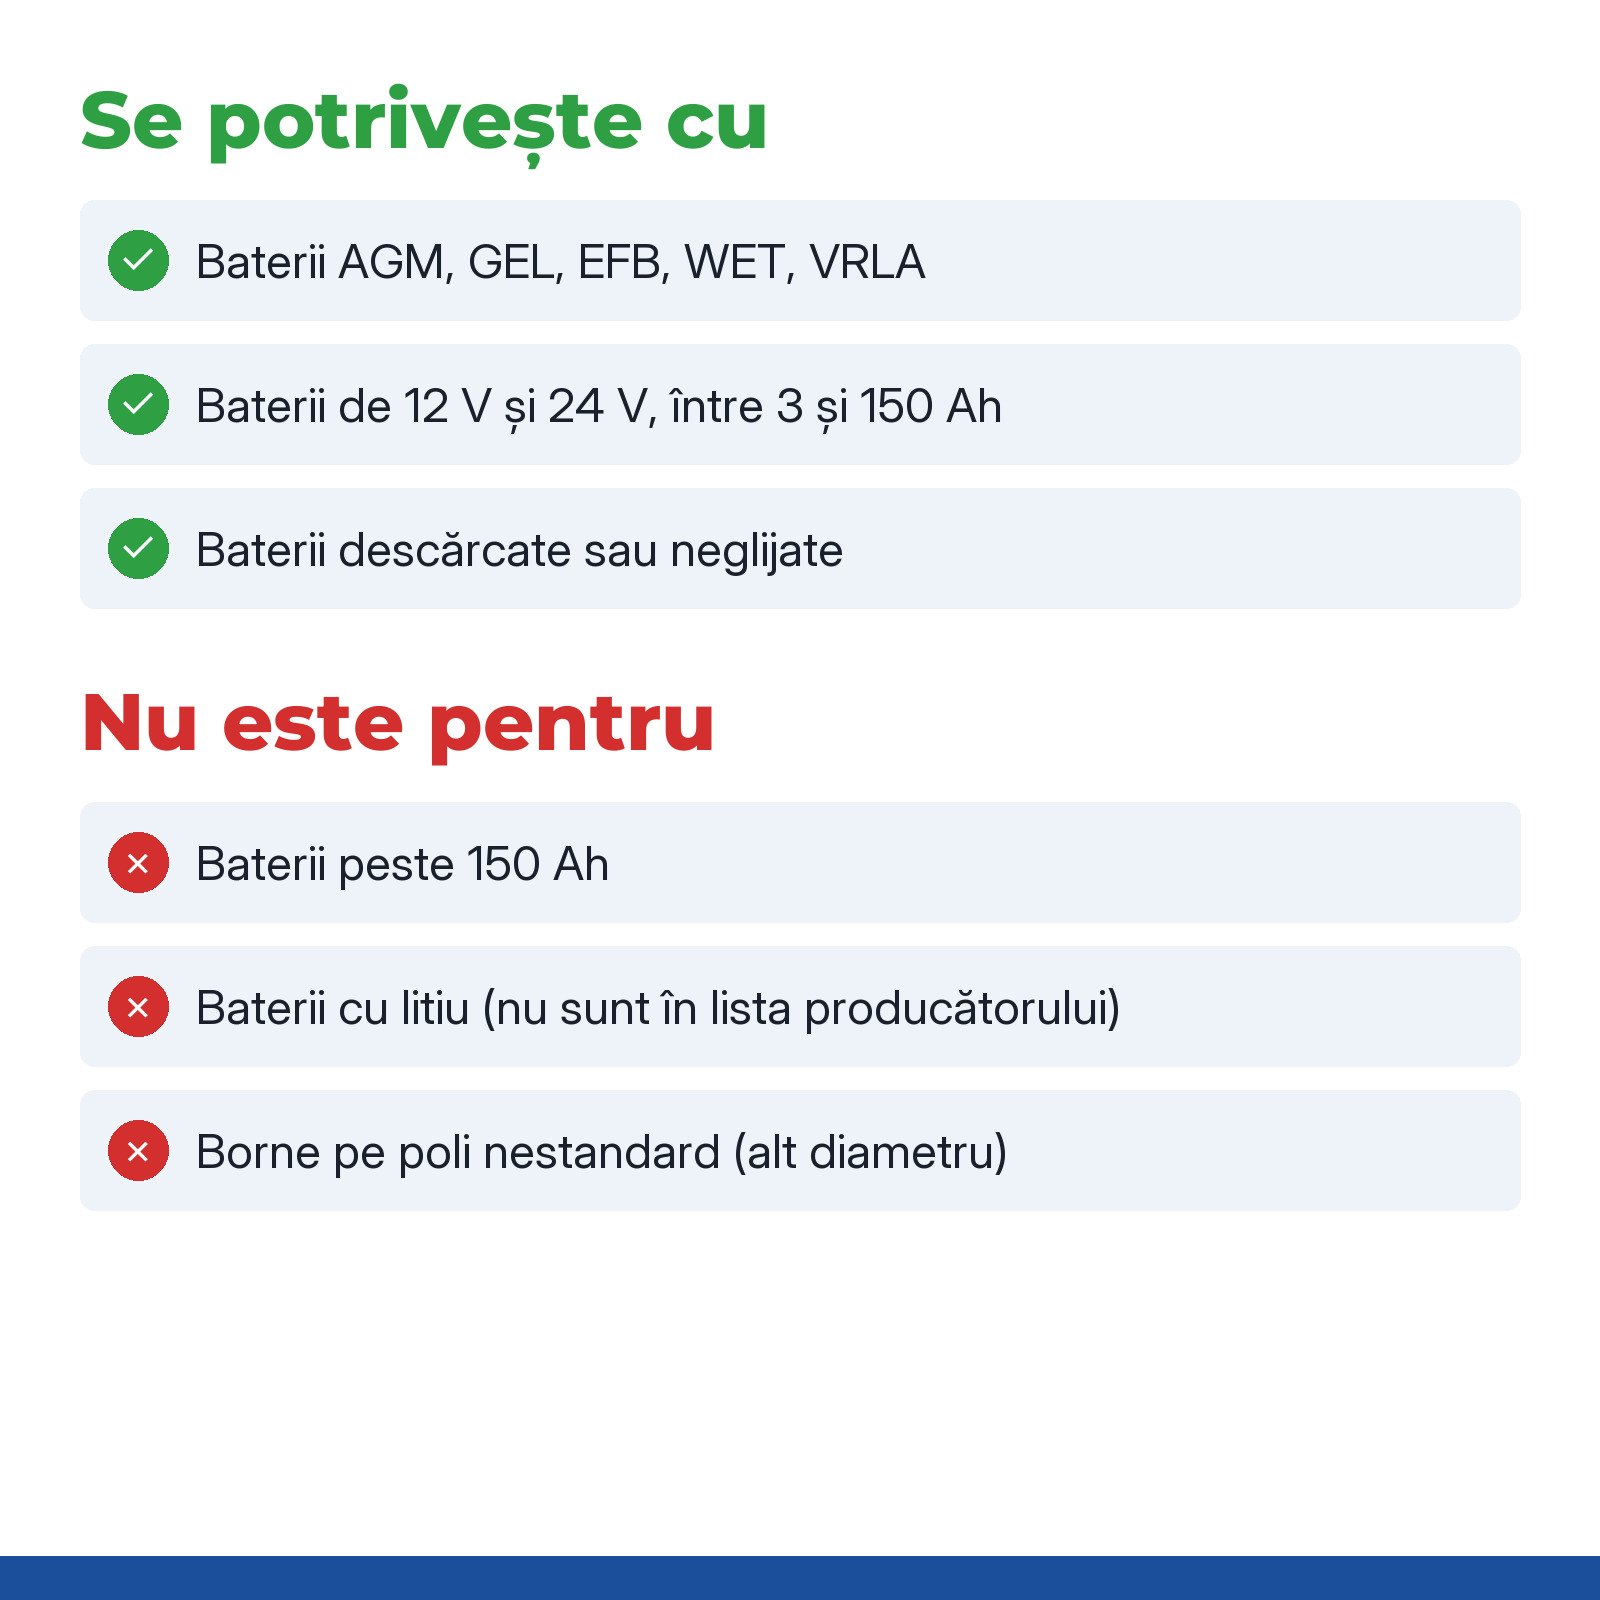 Se potrivește cu
Baterii AGM, GEL, EFB, WET, VRLA
Baterii de 12 V și 24 V, între 3 și 150 Ah
Baterii descărcate sau neglijate
Nu este pentru
Baterii peste 150 Ah
Baterii cu litiu (nu sunt în lista producătorului)
Borne pe poli nestandard (alt diametru)